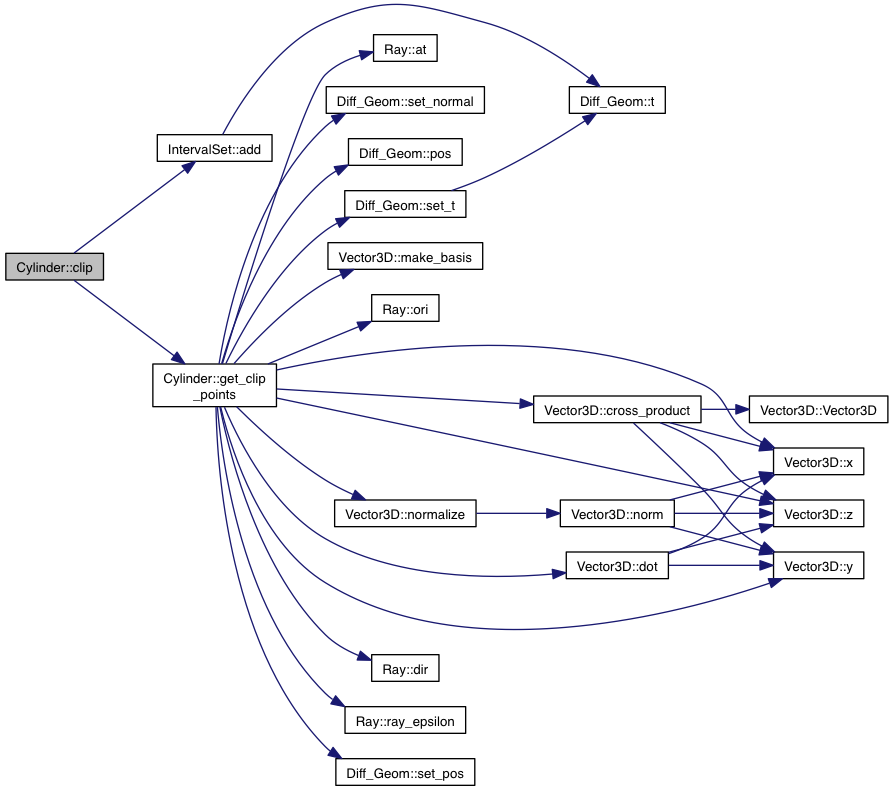 Ray::at
Diff_Geom::set_normal
Diff_Geom::t
IntervalSet::add
Diff_Geom::pos
Diff_Geom::set_t
Vector3D::make_basis
Cylinder::clip
Ray::ori
Cylinder::get_clip
_points
Vector3D::cross_product
Vector3D::Vector3D
Vector3D::x
Vector3D::normalize
Vector3D::norm
Vector3D::z
Vector3D::dot
Vector3D::y
Ray::dir
Ray::ray_epsilon
Diff_Geom::set_pos